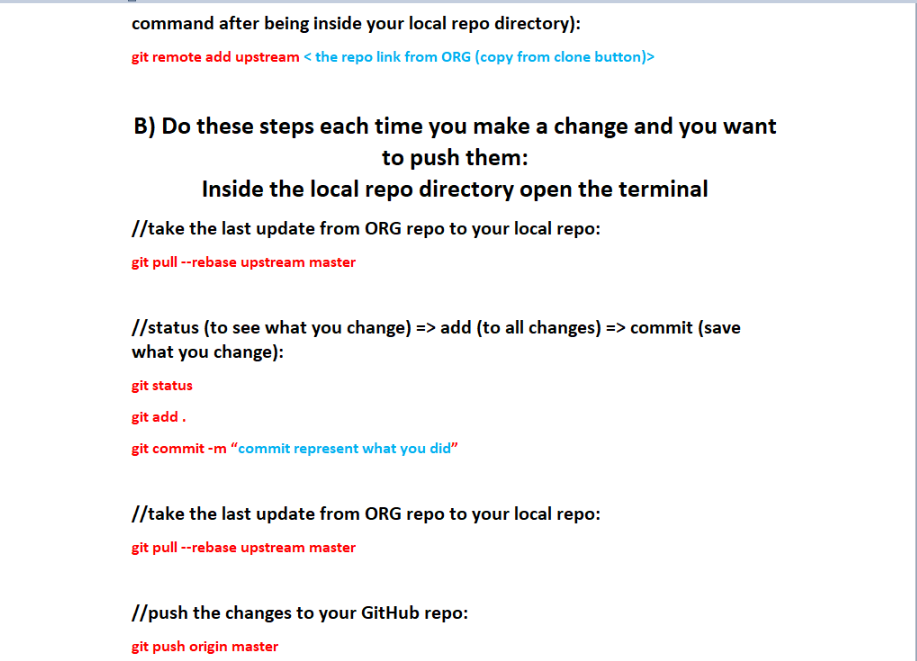 command after being inside your local repo directory):
git remote add upstream < the repo link from ORG (copy from clone button)>
B) Do these steps each time you make a change and you want
to push them:
Inside the local repo directory open the terminal
//take the last update from ORG repo to your local repo:
git pull --rebase upstream master
//status (to see what you change) => add (to all changes) => commit (save
what you change):
git status
git add .
git commit -m “commit represent what you did”
//take the last update from ORG repo to your local repo:
git pull --rebase upstream master
//push the changes to your GitHub repo:
git push origin master